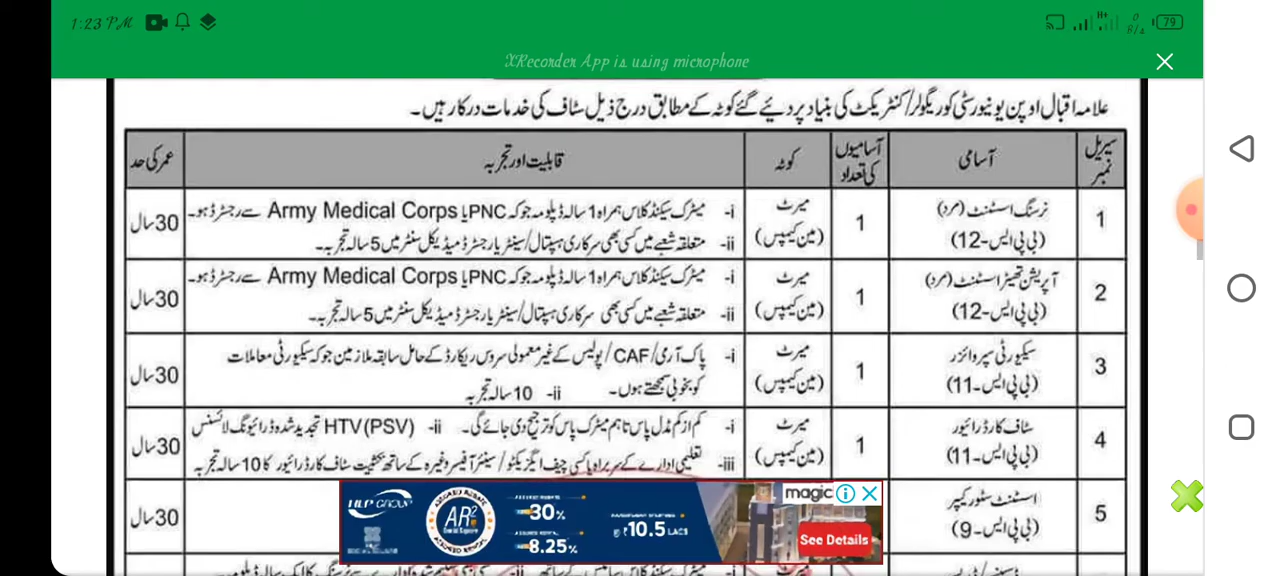 1:23 PM
0
B/s
79
XRecorder App is using microphone
علامہ اقبال اوپن یونیورسٹی کو ریگولر/کنٹریکٹ کی بنیاد پر دیئے گئے کوٹہ کے مطابق درج ذیل سٹاف کی خدمات درکار ہیں۔
سیریل نمبر
آسامی
آسامیوں کی تعداد
کوٹہ
قابلیت اور تجربہ
عمر کی حد
1
نرسنگ اسسٹنٹ (مرد)
(بی پی ایس-12)
1
میرٹ
(مین کیمپس)
i- میٹرک سیکنڈ کلاس ہمراہ 1 سالہ ڈپلومہ جو کہ PNC یا Army Medical Corps سے رجسٹرڈ ہو۔
ii- متعلقہ شعبے میں کسی بھی سرکاری ہسپتال/سینٹر یا رجسٹرڈ میڈیکل سنٹر میں 5 سالہ تجربہ۔
30 سال
2
آپریشن تھیٹر اسسٹنٹ (مرد)
(بی پی ایس-12)
1
میرٹ
(مین کیمپس)
i- میٹرک سیکنڈ کلاس ہمراہ 1 سالہ ڈپلومہ جو کہ PNC یا Army Medical Corps سے رجسٹرڈ ہو۔
ii- متعلقہ شعبے میں کسی بھی سرکاری ہسپتال/سینٹر یا رجسٹرڈ میڈیکل سنٹر میں 5 سالہ تجربہ۔
30 سال
3
سیکیورٹی سپروائزر
(بی پی ایس-11)
1
میرٹ
(مین کیمپس)
i- پاک آرمی/CAF/پولیس کے غیر معمولی سروس ریکارڈ کے حامل سابقہ ملازمین جو کہ سیکیورٹی معاملات
کو بخوبی سمجھتے ہوں۔ ii- 10 سالہ تجربہ
30 سال
4
سٹاف کار ڈرائیور
(بی پی ایس-11)
1
میرٹ
(مین کیمپس)
i- کم از کم مڈل پاس تاہم میٹرک پاس کو ترجیح دی جائے گی۔ ii- HTV(PSV) تجدید شدہ ڈرائیونگ لائسنس
iii- تعلیمی ادارے کے سربراہ یا کسی چیف ایگزیکٹو/سینئر آفیسر وغیرہ کے ساتھ بحیثیت سٹاف کار ڈرائیور کا 10 سالہ تجربہ
30 سال
5
اسسٹنٹ سٹور کیپر
(بی پی ایس-9)
30 سال
HLP GROUP
AR²
30%
8.25%
₹10.5 LACS
magic
See Details